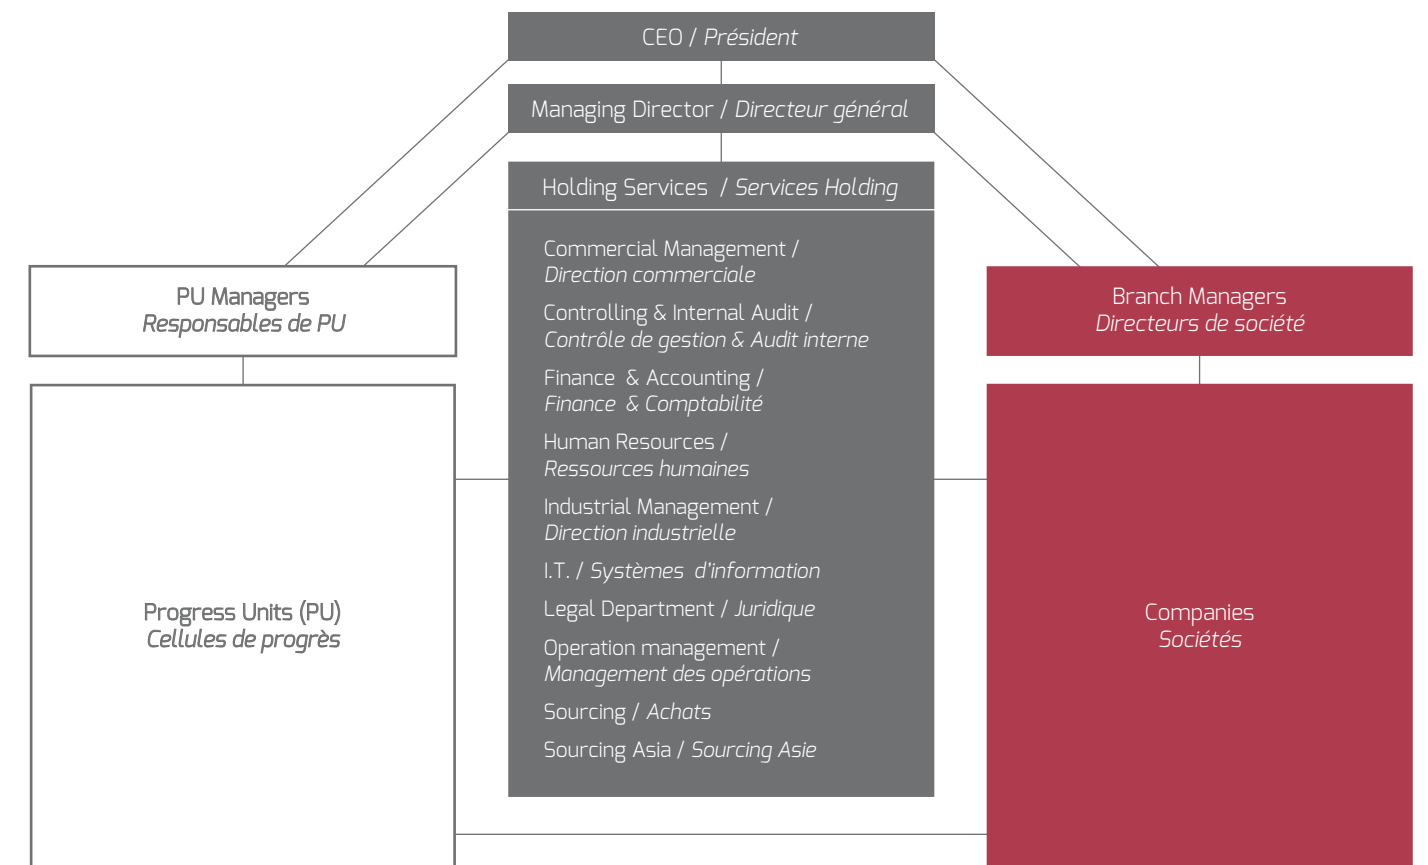 CEO / Président
Managing Director / Directeur général
Holding Services / Services Holding
Commercial Management /
Direction commerciale
Controlling & Internal Audit /
Contrôle de gestion & Audit interne
Finance & Accounting /
Finance & Comptabilité
Human Resources /
Ressources humaines
Industrial Management /
Direction industrielle
I.T. / Systèmes d'information
Legal Department / Juridique
Operation management /
Management des opérations
Sourcing / Achats
Sourcing Asia / Sourcing Asie
PU Managers
Responsables de PU
Progress Units (PU)
Cellules de progrès
Branch Managers
Directeurs de société
Companies
Sociétés